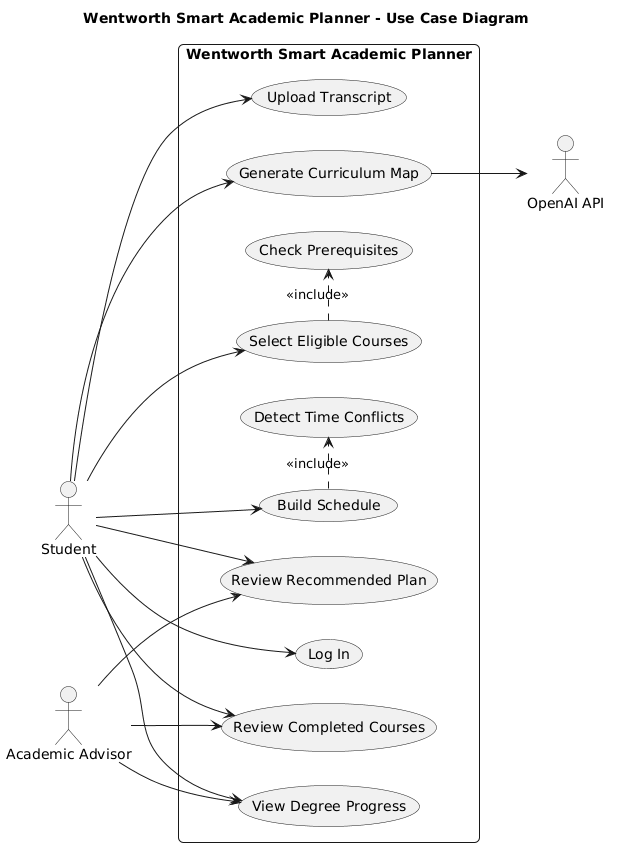 Wentworth Smart Academic Planner - Use Case Diagram
Wentworth Smart Academic Planner
Upload Transcript
Generate Curriculum Map
OpenAI API
Check Prerequisites
«include»
Select Eligible Courses
Detect Time Conflicts
«include»
Build Schedule
Student
Review Recommended Plan
Log In
Review Completed Courses
Academic Advisor
View Degree Progress